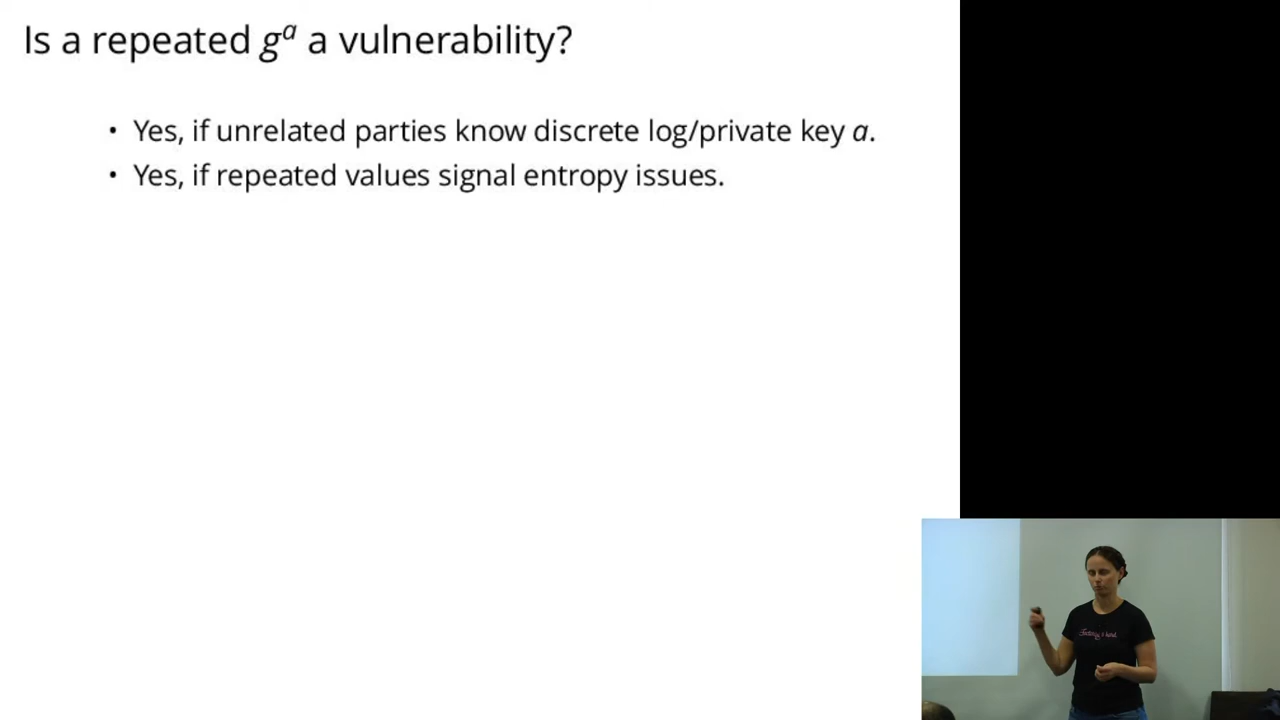 Is a repeated gᵃ a vulnerability?
• Yes, if unrelated parties know discrete log/private key a.
• Yes, if repeated values signal entropy issues.